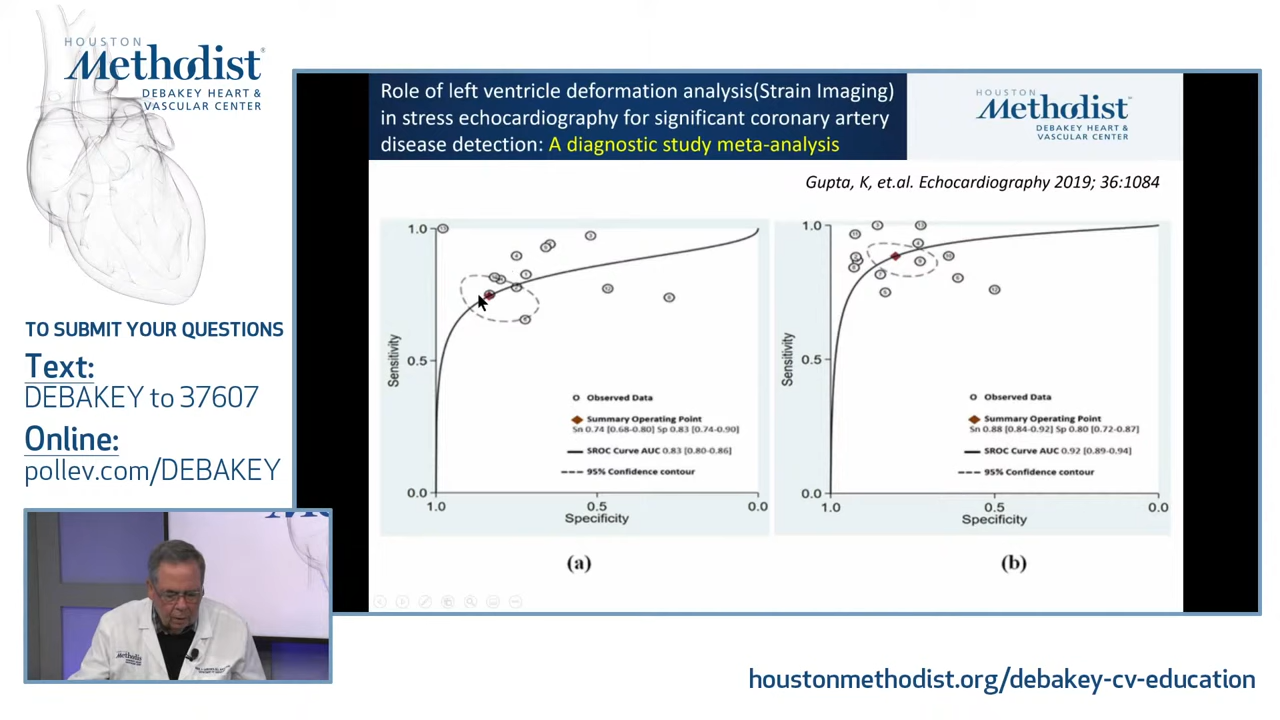 HOUSTON
Methodist
DEBAKEY HEART &
VASCULAR CENTER
TO SUBMIT YOUR QUESTIONS
Text:
DEBAKEY to 37607
Online:
pollev.com/DEBAKEY
Role of left ventricle deformation analysis(Strain Imaging)
in stress echocardiography for significant coronary artery
disease detection: A diagnostic study meta-analysis
HOUSTON
Methodist
DEBAKEY HEART &
VASCULAR CENTER
Gupta, K, et.al. Echocardiography 2019; 36:1084
1.0
0.5
0.0
Sensitivity
Observed Data
Summary Operating Point
Sn 0.74 [0.68-0.80] Sp 0.83 [0.74-0.90]
SROC Curve AUC 0.83 [0.80-0.86]
95% Confidence contour
1.0 0.5 0.0
Specificity
(a)
1.0
0.5
0.0
Sensitivity
Observed Data
Summary Operating Point
Sn 0.88 [0.84-0.92] Sp 0.80 [0.72-0.87]
SROC Curve AUC 0.92 [0.89-0.94]
95% Confidence contour
1.0 0.5 0.0
Specificity
(b)
Methodist
houstonmethodist.org/debakey-cv-education